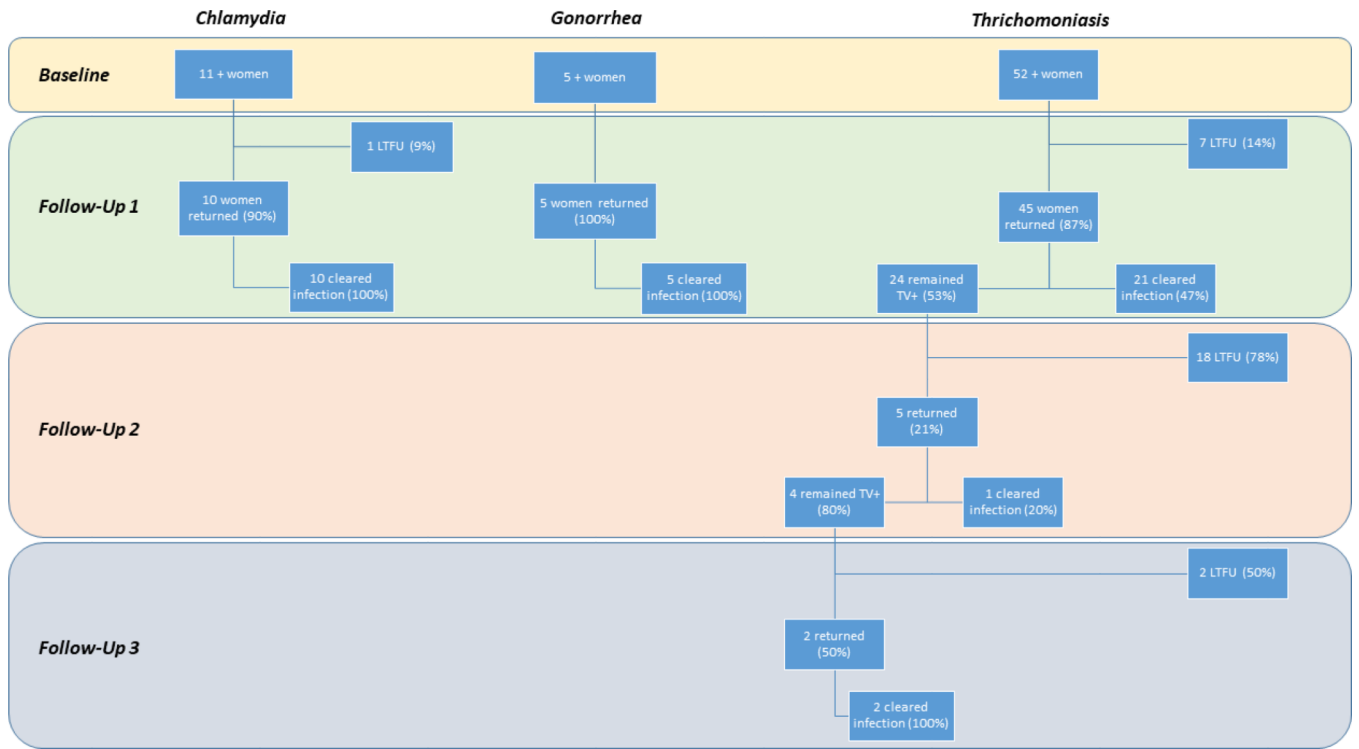 Chlamydia
Gonorrhea
Thrichomoniasis
Baseline
11 + women
5 + women
52 + women
Follow-Up 1
1 LTFU (9%)
7 LTFU (14%)
10 women
returned (90%)
5 women returned
(100%)
45 women
returned (87%)
10 cleared
infection (100%)
5 cleared
infection (100%)
24 remained
TV+ (53%)
21 cleared
infection (47%)
Follow-Up 2
18 LTFU (78%)
5 returned
(21%)
4 remained TV+
(80%)
1 cleared
infection (20%)
Follow-Up 3
2 LTFU (50%)
2 returned
(50%)
2 cleared
infection (100%)